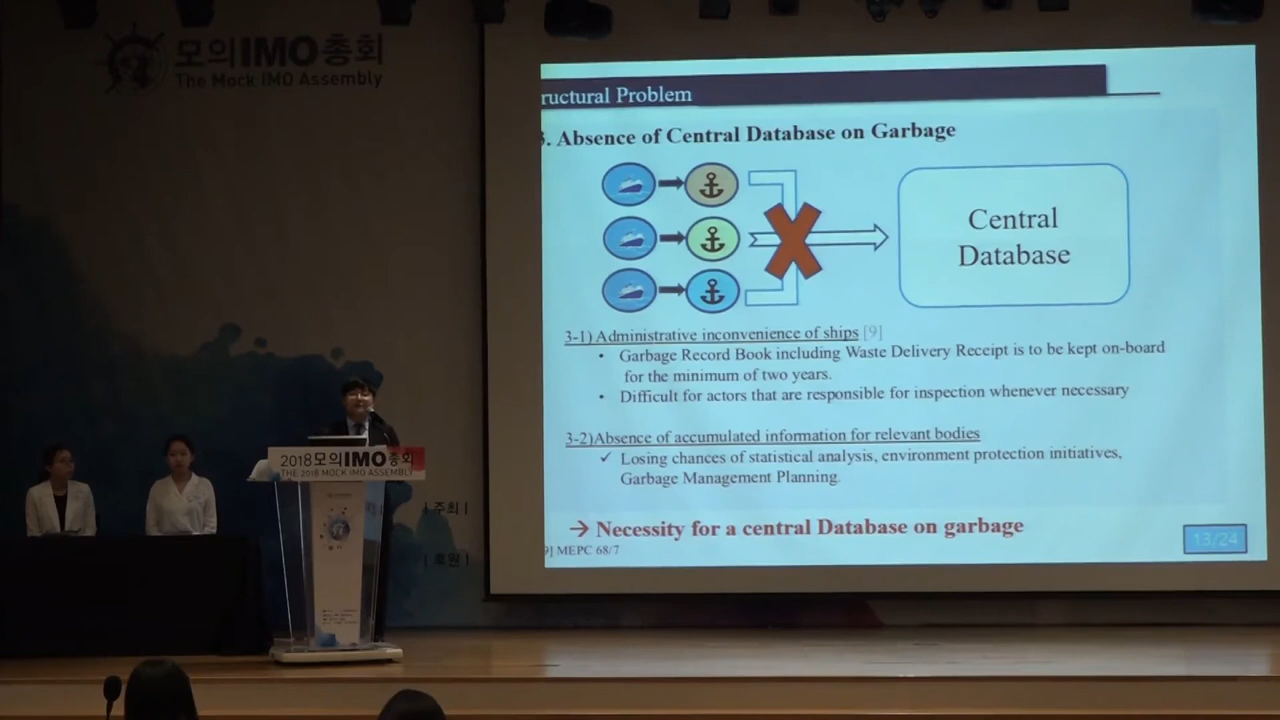 모의IMO총회
The Mock IMO Assembly
ructural Problem
3. Absence of Central Database on Garbage
Central
Database
3-1) Administrative inconvenience of ships [9]
• Garbage Record Book including Waste Delivery Receipt is to be kept on-board
for the minimum of two years.
• Difficult for actors that are responsible for inspection whenever necessary
3-2)Absence of accumulated information for relevant bodies
✓ Losing chances of statistical analysis, environment protection initiatives,
Garbage Management Planning.
→ Necessity for a central Database on garbage
9] MEPC 68/7
13/24
2018모의IMO총회
THE 2018 MOCK IMO ASSEMBLY
| 주최 |
| 후원 |